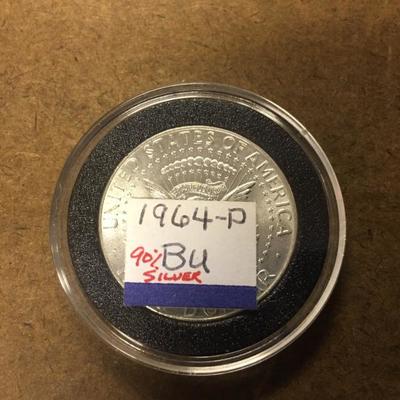 UNITED STATES OF AMERICA
1964-P
90% BU
SILVER